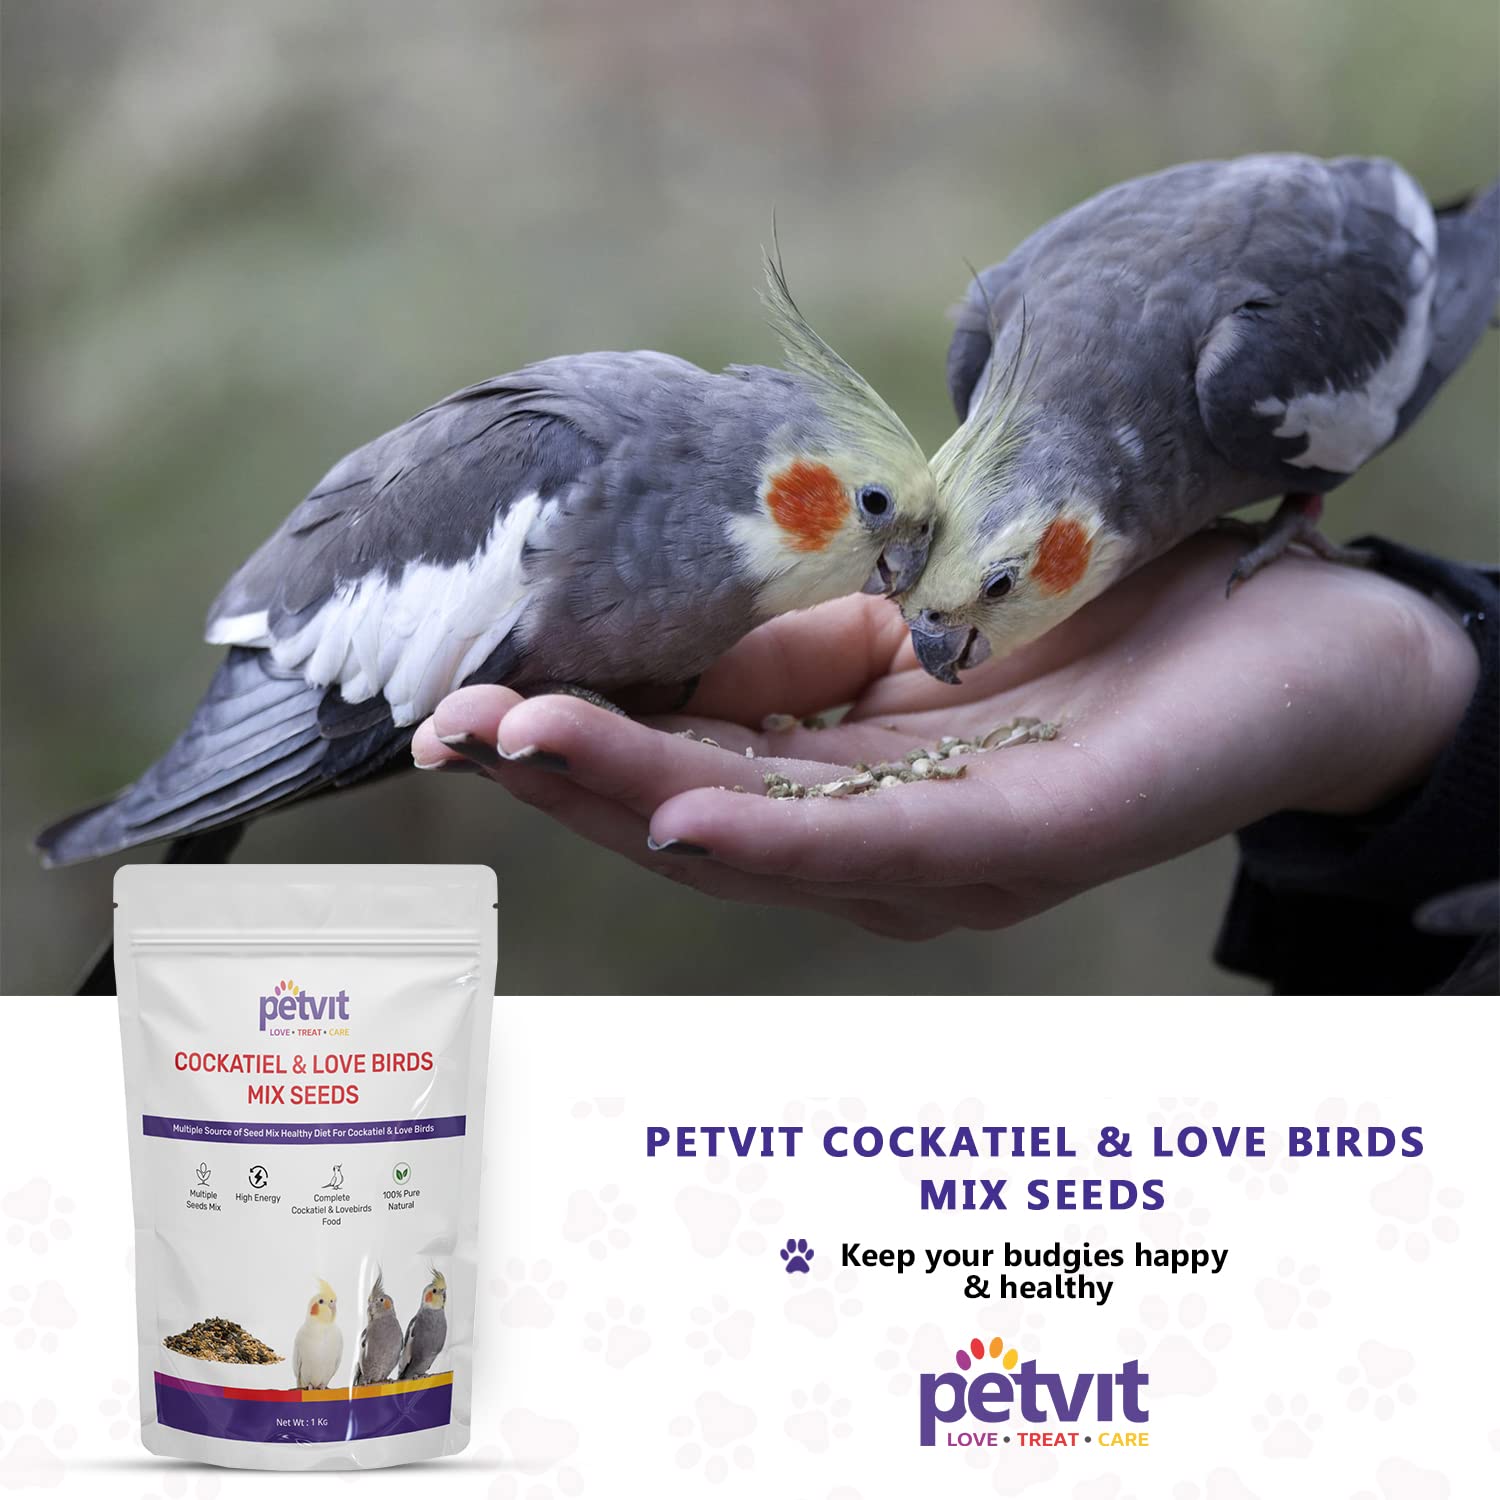 petvit
LOVE • TREAT • CARE
COCKATIEL & LOVE BIRDS
MIX SEEDS
Multiple Source of Seed Mix Healthy Diet For Cockatiel & Love Birds
Multiple
Seeds Mix
High Energy
Complete
Cockatiel & Lovebirds
Food
100% Pure
Natural
Net Wt : 1 KG
PETVIT COCKATIEL & LOVE BIRDS
MIX SEEDS
Keep your budgies happy
& healthy
petvit
LOVE • TREAT • CARE